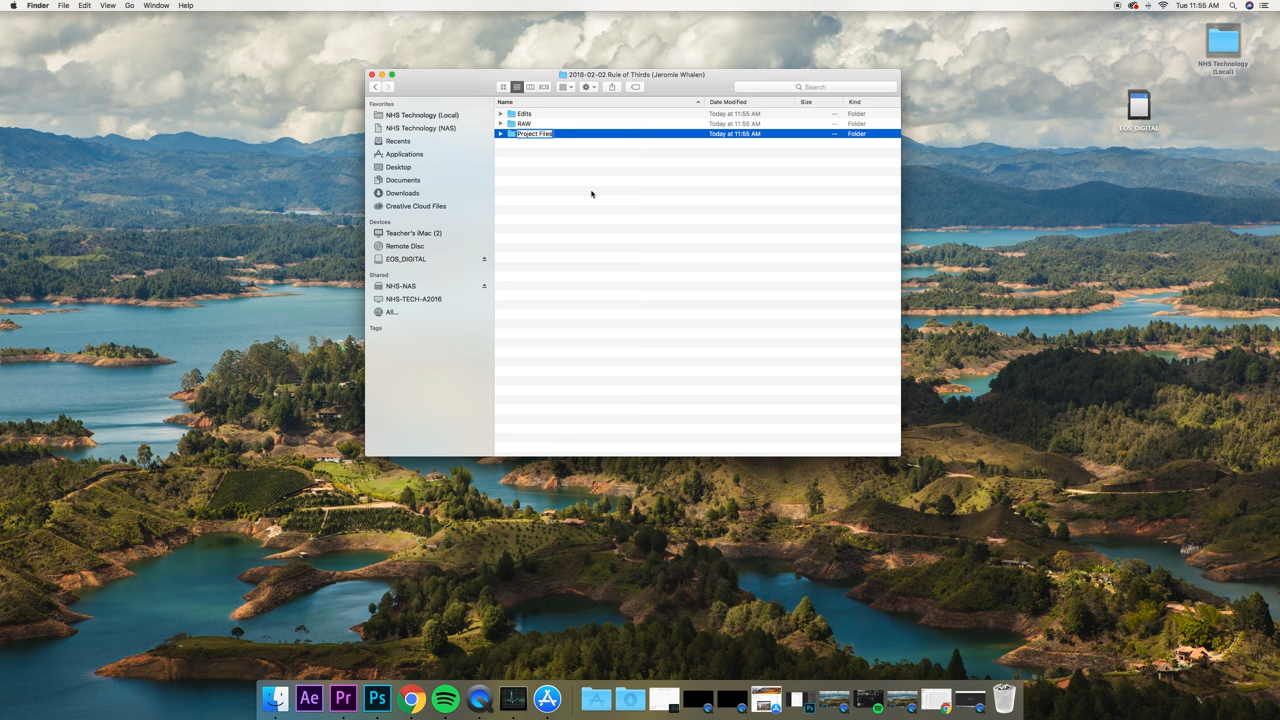 Finder File Edit View Go Window Help
Tue 11:55 AM
NHS Technology (Local)
EOS_DIGITAL
2018-02-02 Rule of Thirds (Jeromie Whalen)
Search
Favorites
NHS Technology (Local)
NHS Technology (NAS)
Recents
Applications
Desktop
Documents
Downloads
Creative Cloud Files
Devices
Teacher's iMac (2)
Remote Disc
EOS_DIGITAL
Shared
NHS-NAS
NHS-TECH-A2016
All...
Tags
Name Date Modified Size Kind
Edits Today at 11:55 AM -- Folder
RAW Today at 11:55 AM -- Folder
Project Files Today at 11:55 AM -- Folder
Ae Pr Ps